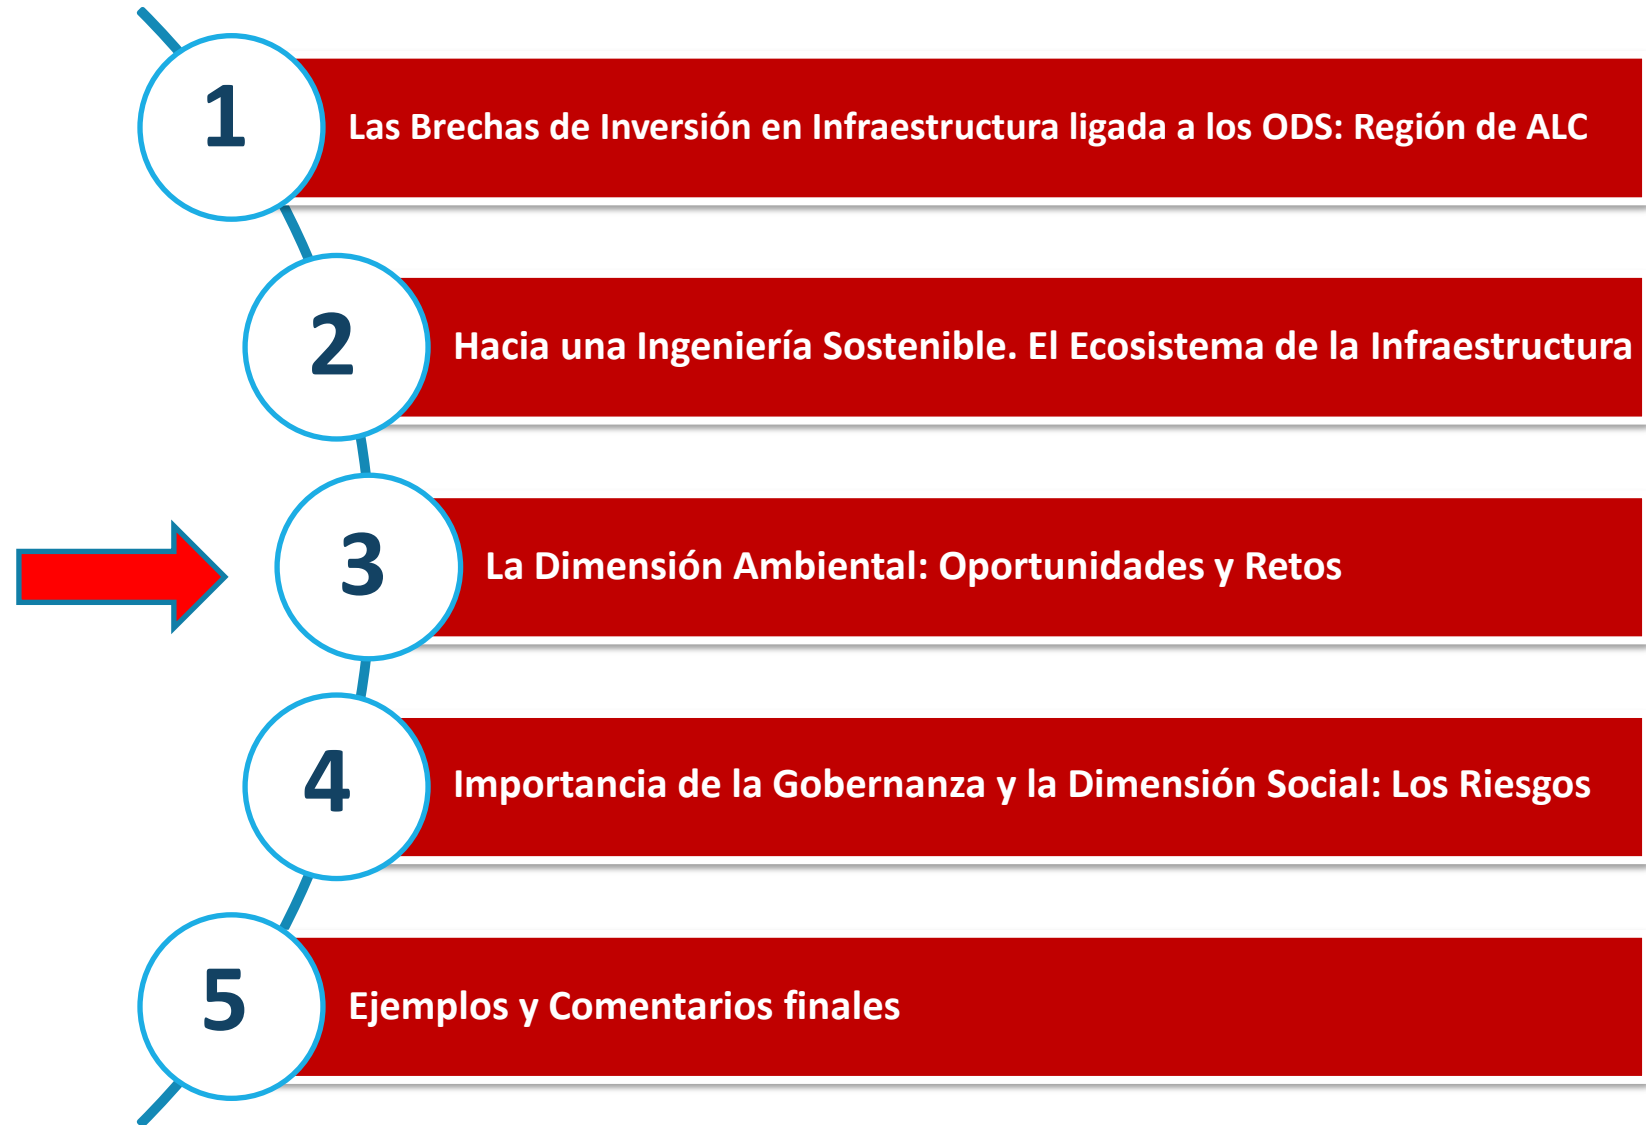 1
Las Brechas de Inversión en Infraestructura ligada a los ODS: Región de ALC
2
Hacia una Ingeniería Sostenible. El Ecosistema de la Infraestructura
3
La Dimensión Ambiental: Oportunidades y Retos
4
Importancia de la Gobernanza y la Dimensión Social: Los Riesgos
5
Ejemplos y Comentarios finales